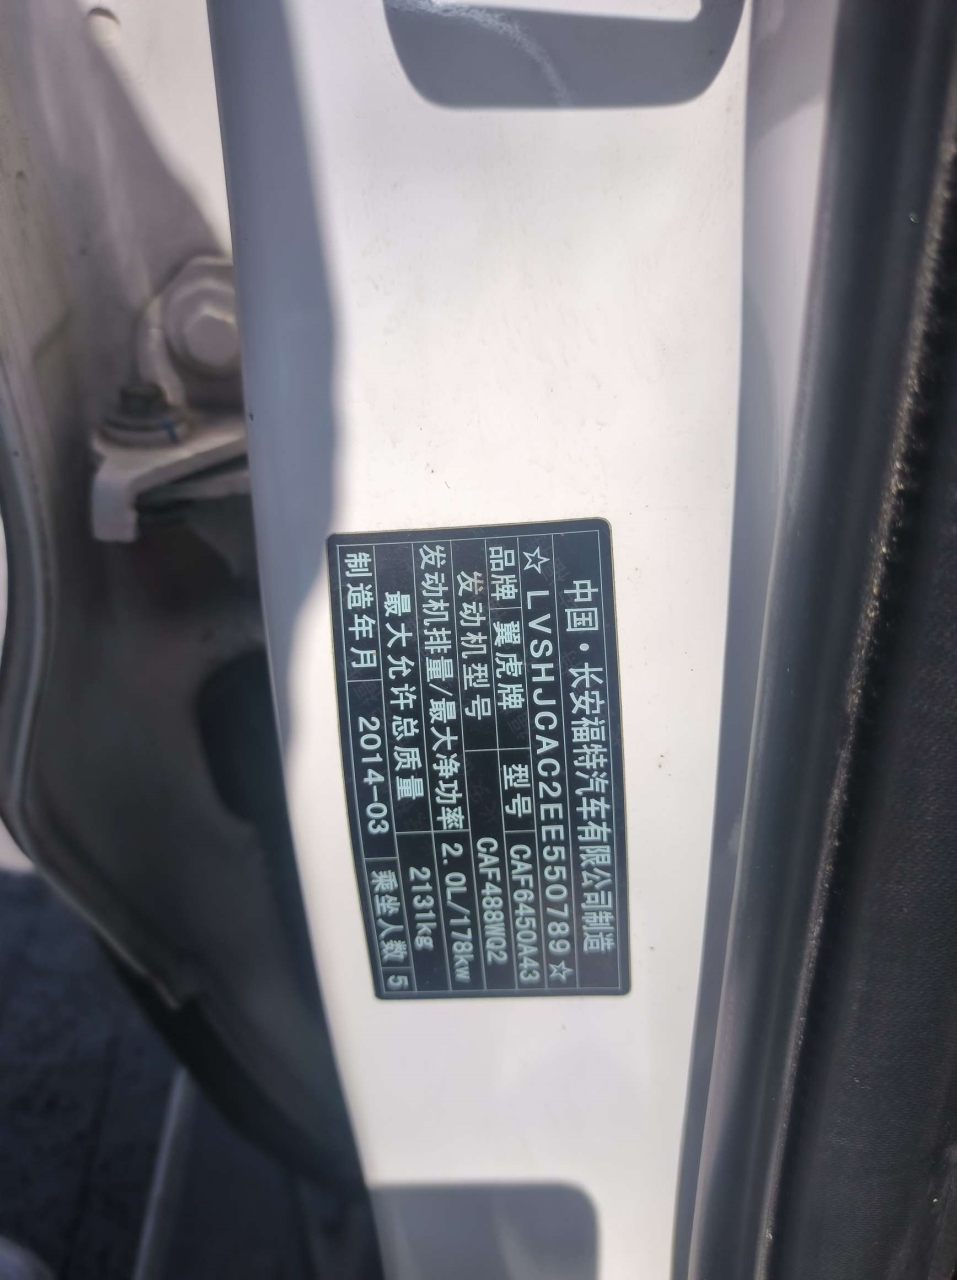 中国·长安福特汽车有限公司制造
☆LVSHJCAC2EE550789☆
品牌 翼虎牌 型号 CAF6450A43
发动机型号 CAF488WQ2
发动机排量/最大净功率 2.0L/178kw
最大允许总质量 2131kg
制造年月 2014-03 乘坐人数 5